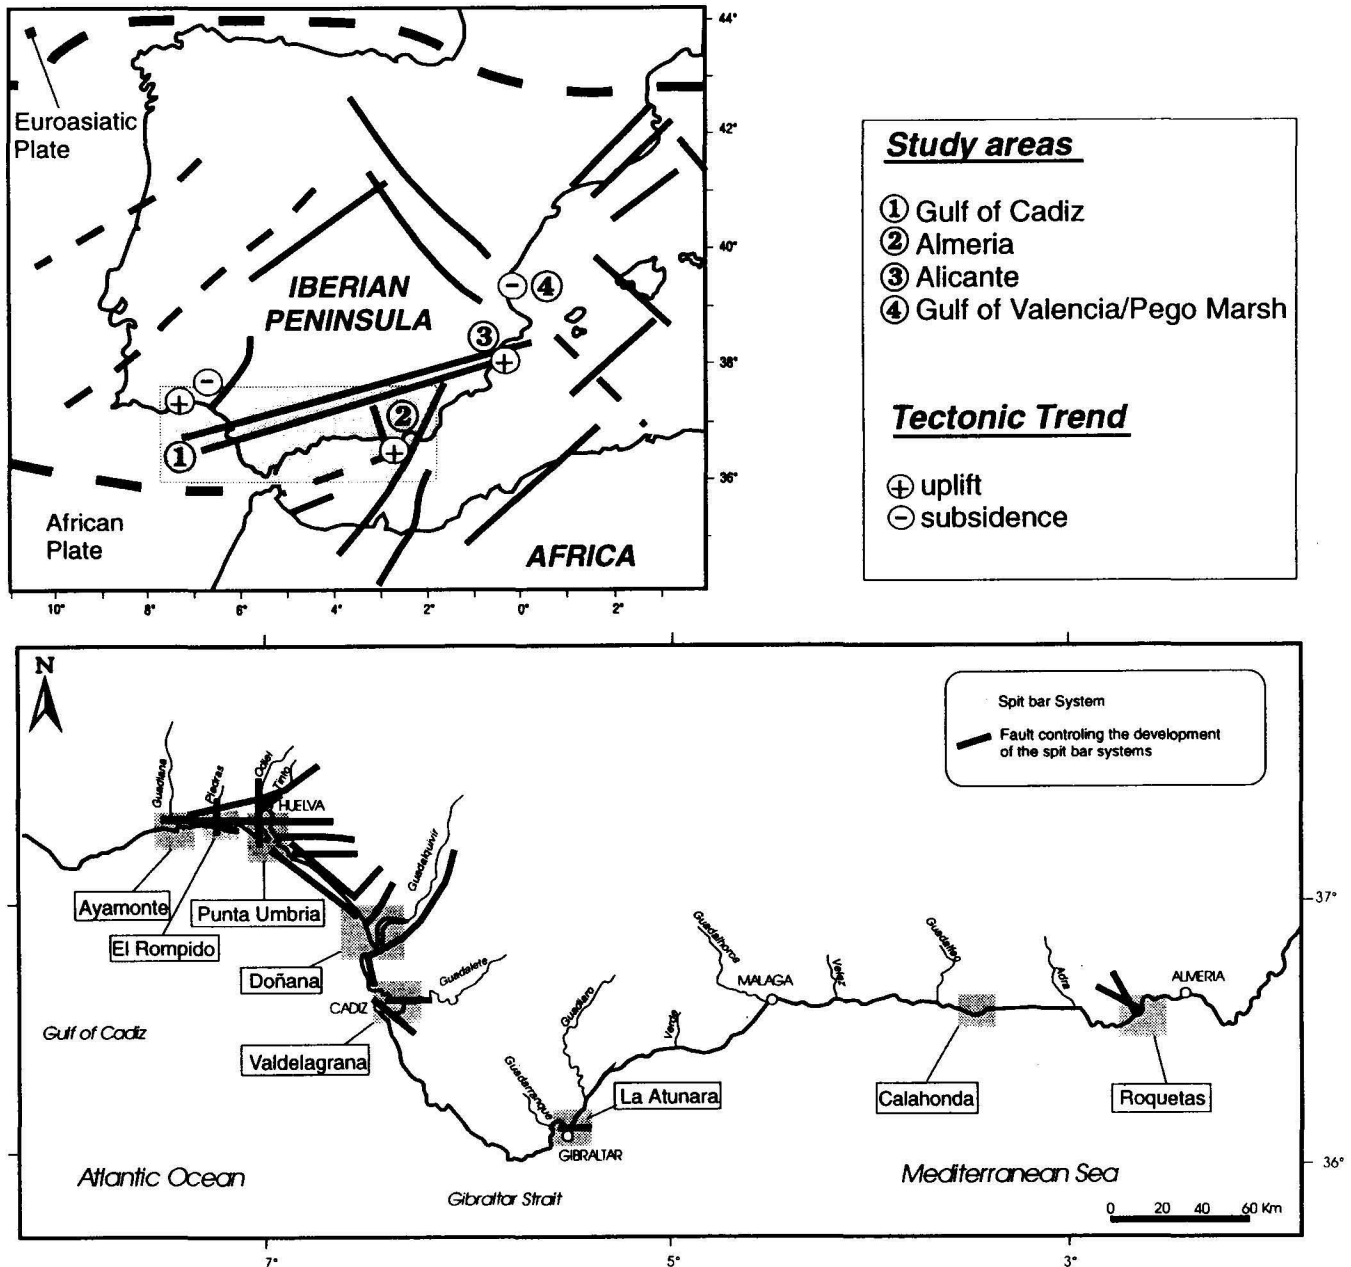 44°
Euroasiatic
Plate
42°
40°
IBERIAN
PENINSULA
- 4
3
38°
+
-
+
2
1
+
36°
African
Plate
AFRICA
10° 8° 6° 4° 2° 0° 2°
Study areas
1 Gulf of Cadiz
2 Almeria
3 Alicante
4 Gulf of Valencia/Pego Marsh
Tectonic Trend
+ uplift
- subsidence
N
Spit bar System
Fault controling the development
of the spit bar systems
Guadiana
Piedras
Odiel
Tinto
HUELVA
Guadalquivir
Ayamonte
Punta Umbria
El Rompido
Doñana
37°
Guadalete
CADIZ
Gulf of Cadiz
Valdelagrana
Guadiaro
Guadarranque
Verde
Guadalhorce
MALAGA
Velez
Guadalfeo
Adra
ALMERIA
La Atunara
Calahonda
Roquetas
GIBRALTAR
Atlantic Ocean
Gibraltar Strait
Mediterranean Sea
36°
0 20 40 60 Km
7° 5° 3°